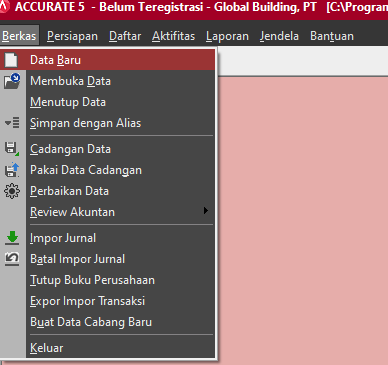 ACCURATE 5 - Belum Teregistrasi - Global Building, PT [C:\Program
Berkas Persiapan Daftar Aktifitas Laporan Jendela Bantuan
Data Baru
Membuka Data
Menutup Data
Simpan dengan Alias
Cadangan Data
Pakai Data Cadangan
Perbaikan Data
Review Akuntan
Impor Jurnal
Batal Impor Jurnal
Tutup Buku Perusahaan
Expor Impor Transaksi
Buat Data Cabang Baru
Keluar